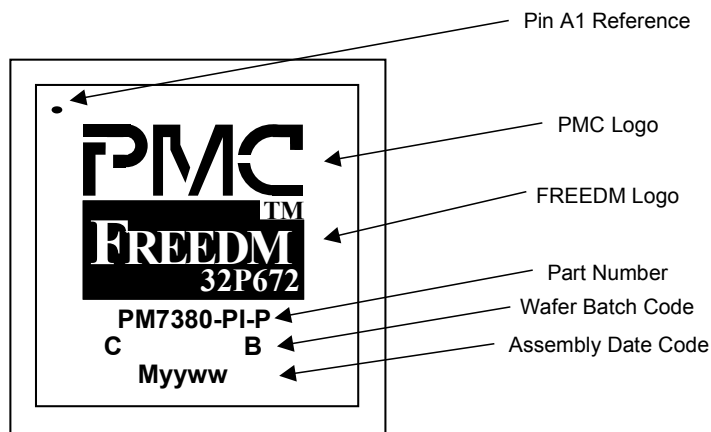 Pin A1 Reference
PMC
PMC Logo
TM
FREEDM Logo
FREEDM
32P672
Part Number
PM7380-PI-P
Wafer Batch Code
C B
Assembly Date Code
Myyww